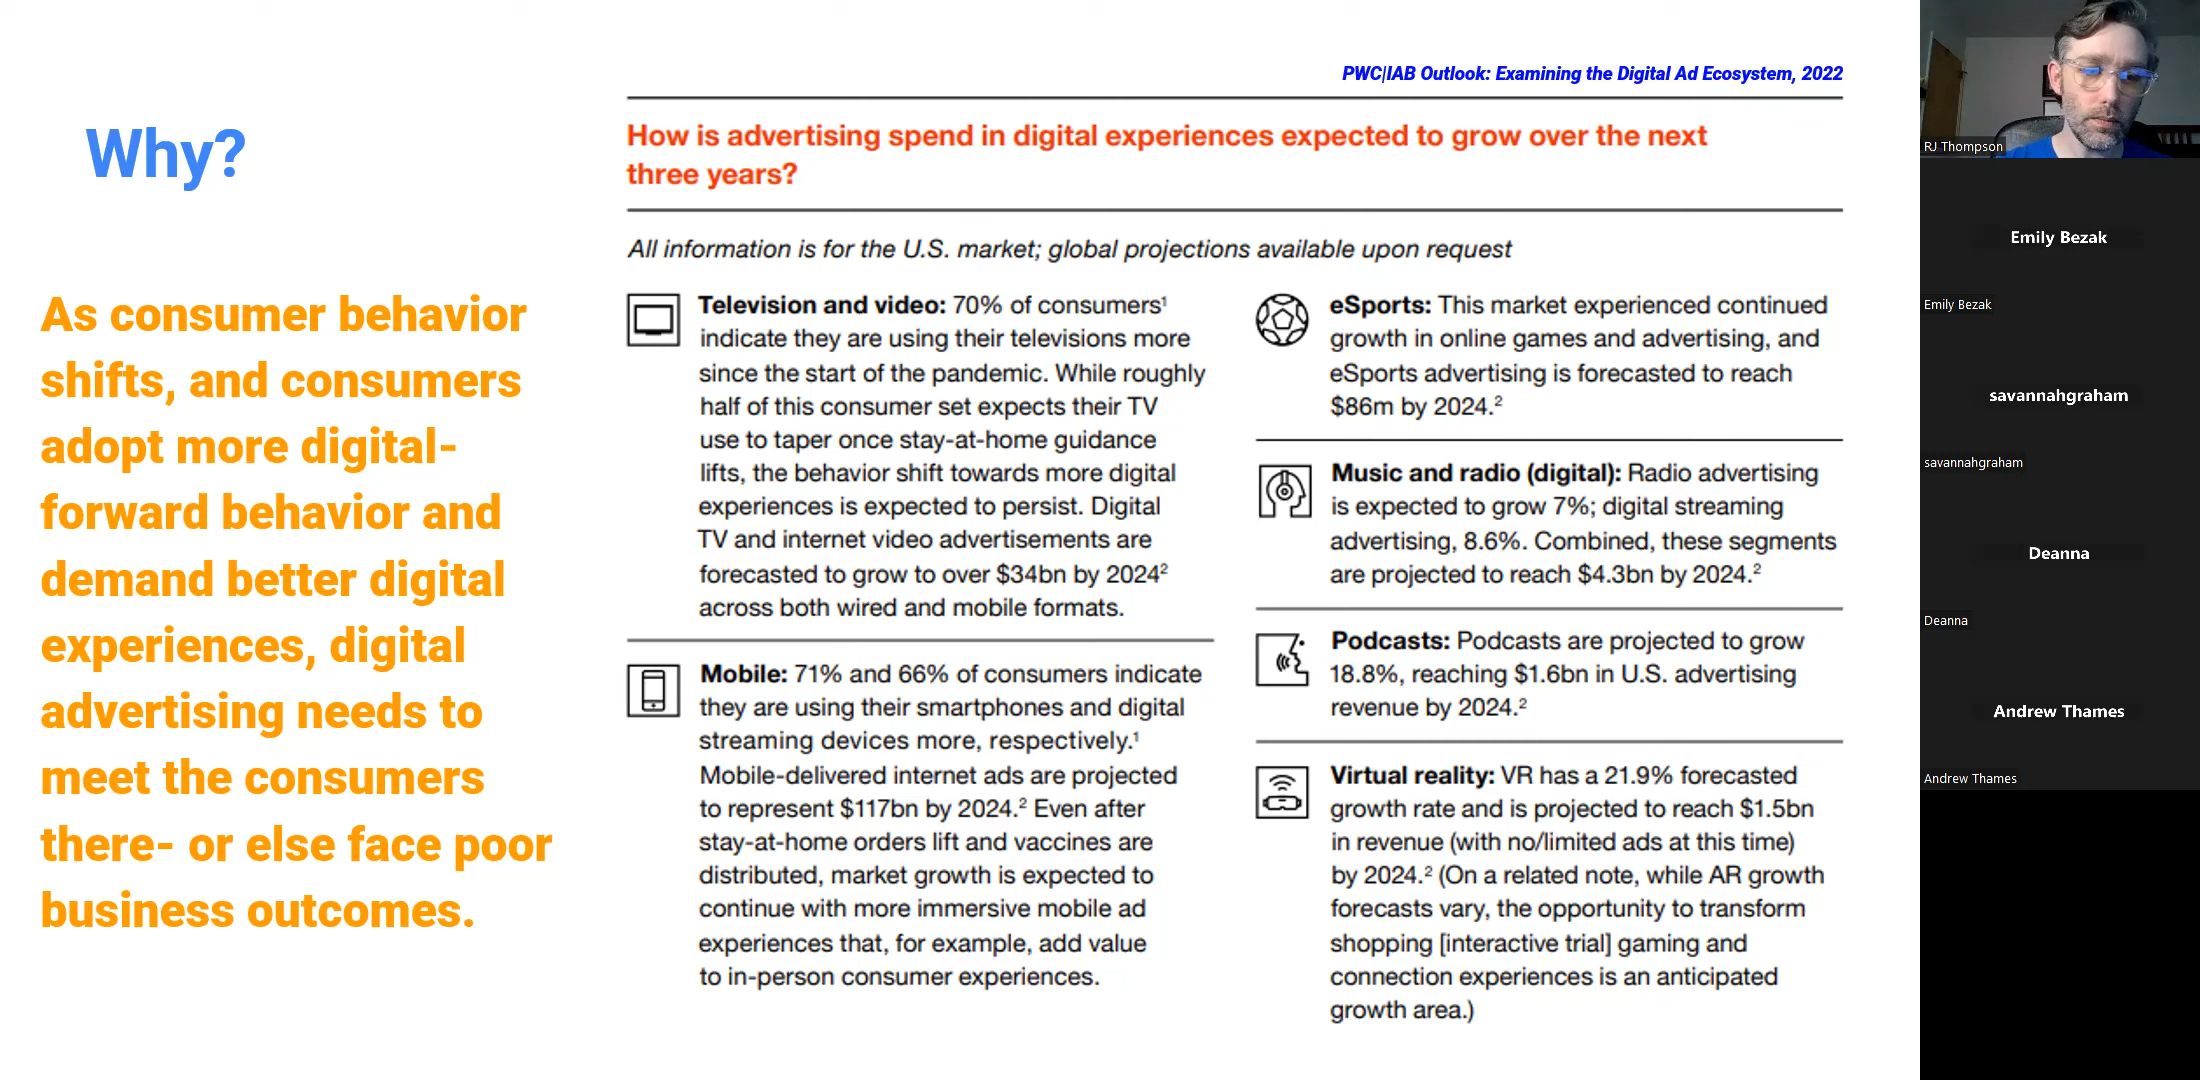 PWC|IAB Outlook: Examining the Digital Ad Ecosystem, 2022
Why?
As consumer behavior
shifts, and consumers
adopt more digital-
forward behavior and
demand better digital
experiences, digital
advertising needs to
meet the consumers
there- or else face poor
business outcomes.
How is advertising spend in digital experiences expected to grow over the next
three years?
All information is for the U.S. market; global projections available upon request
Television and video: 70% of consumers¹
indicate they are using their televisions more
since the start of the pandemic. While roughly
half of this consumer set expects their TV
use to taper once stay-at-home guidance
lifts, the behavior shift towards more digital
experiences is expected to persist. Digital
TV and internet video advertisements are
forecasted to grow to over $34bn by 2024²
across both wired and mobile formats.
Mobile: 71% and 66% of consumers indicate
they are using their smartphones and digital
streaming devices more, respectively.¹
Mobile-delivered internet ads are projected
to represent $117bn by 2024.² Even after
stay-at-home orders lift and vaccines are
distributed, market growth is expected to
continue with more immersive mobile ad
experiences that, for example, add value
to in-person consumer experiences.
eSports: This market experienced continued
growth in online games and advertising, and
eSports advertising is forecasted to reach
$86m by 2024.²
Music and radio (digital): Radio advertising
is expected to grow 7%; digital streaming
advertising, 8.6%. Combined, these segments
are projected to reach $4.3bn by 2024.²
Podcasts: Podcasts are projected to grow
18.8%, reaching $1.6bn in U.S. advertising
revenue by 2024.²
Virtual reality: VR has a 21.9% forecasted
growth rate and is projected to reach $1.5bn
in revenue (with no/limited ads at this time)
by 2024.² (On a related note, while AR growth
forecasts vary, the opportunity to transform
shopping [interactive trial] gaming and
connection experiences is an anticipated
growth area.)
RJ Thompson
Emily Bezak
Emily Bezak
savannahgraham
savannahgraham
Deanna
Deanna
Andrew Thames
Andrew Thames